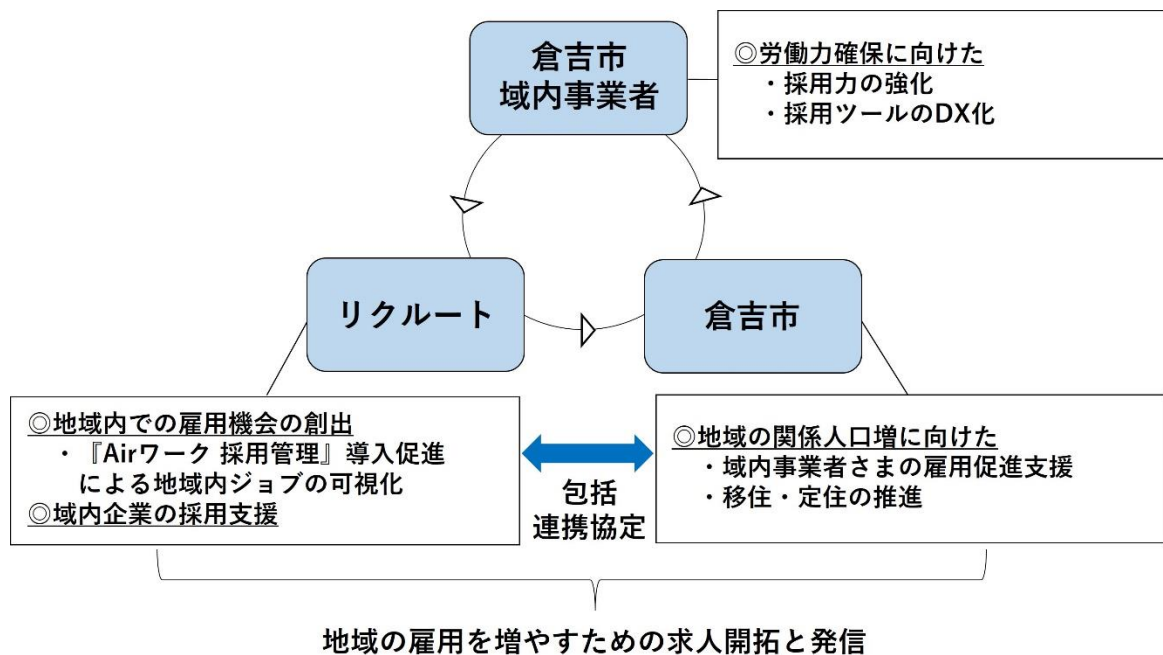 倉吉市
域内事業者
◎労働力確保に向けた
・採用力の強化
・採用ツールのDX化
リクルート
倉吉市
◎地域内での雇用機会の創出
・『Airワーク 採用管理』導入促進
による地域内ジョブの可視化
◎域内企業の採用支援
包括
連携協定
◎地域の関係人口増に向けた
・域内事業者さまの雇用促進支援
・移住・定住の推進
地域の雇用を増やすための求人開拓と発信